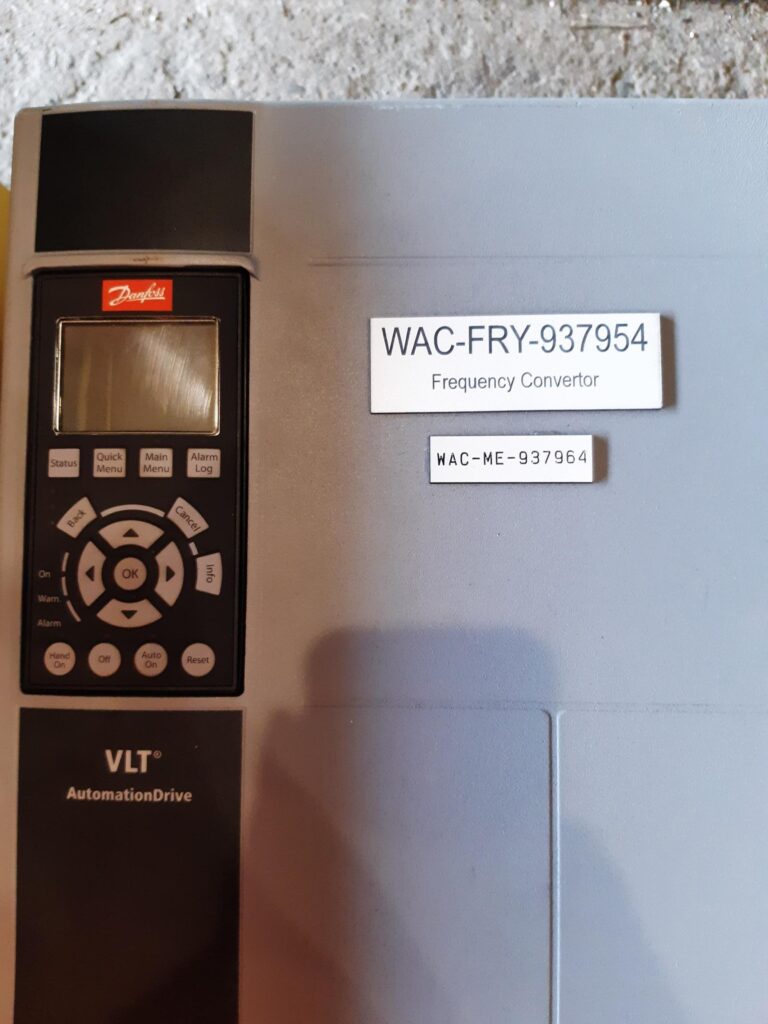 Danfoss
WAC-FRY-937954
Frequency Convertor
WAC-ME-937964
Status
Quick
Menu
Main
Menu
Alarm
Log
Back
Cancel
Info
OK
On
Warn.
Alarm
Hand
On
Off
Auto
On
Reset
VLT®
AutomationDrive